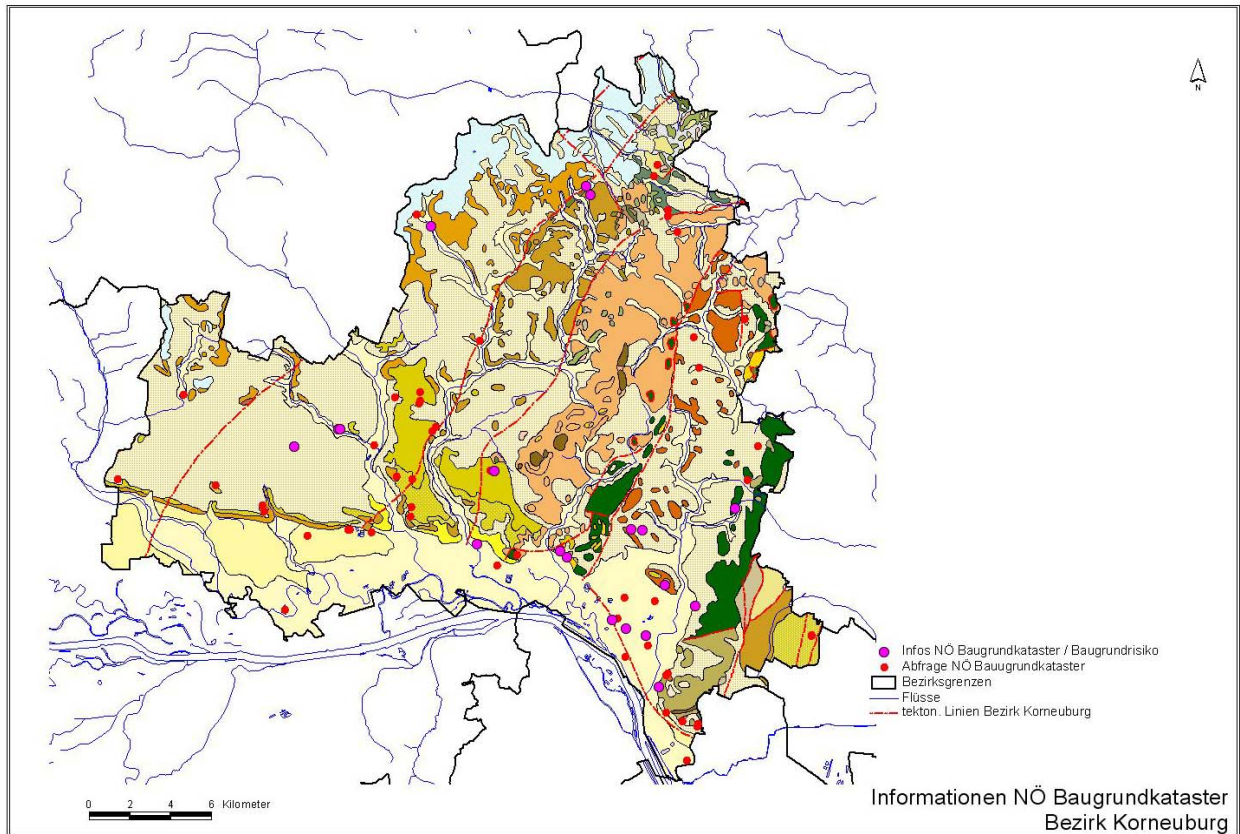 N
Infos NÖ Baugrundkataster / Baugrundrisiko
Abfrage NÖ Bauugrundkataster
Bezirksgrenzen
Flüsse
tekton. Linien Bezirk Korneuburg
0 2 4 6 Kilometer
Informationen NÖ Baugrundkataster
Bezirk Korneuburg